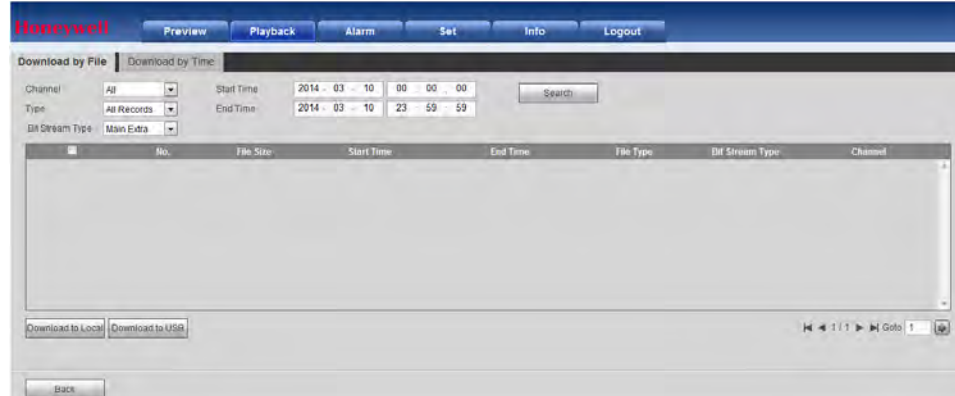 Honeywell Preview Playback Alarm Set Info Logout
Download by File Download by Time
Channel All Start Time 2014 - 03 - 10 00 : 00 : 00 Search
Type All Records End Time 2014 - 03 - 10 23 : 59 : 59
Bit Stream Type Main Extra
No. File Size Start Time End Time File Type Bit Stream Type Channel
Download to Local Download to USB 1 / 1 Goto 1
Back